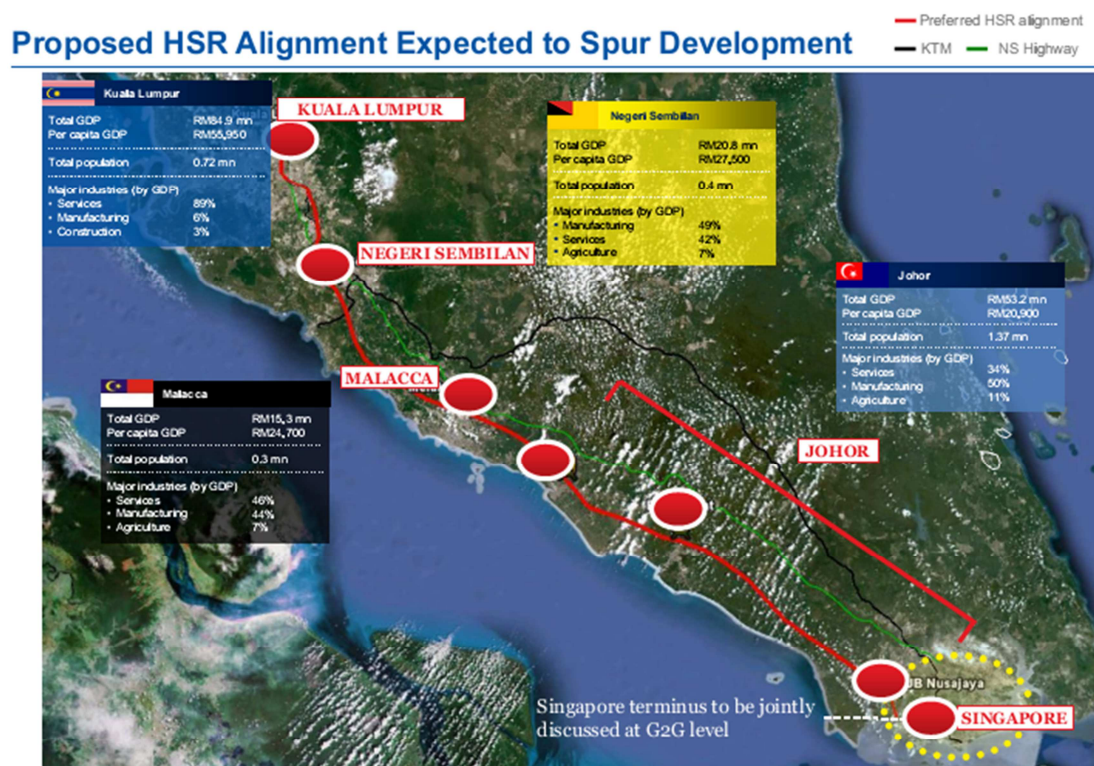 Proposed HSR Alignment Expected to Spur Development
Preferred HSR alignment
KTM
NS Highway
Kuala Lumpur
Total GDP RM84.9 mn
Per capita GDP RM55,950
Total population 0.72 mn
Major industries (by GDP)
• Services 89%
• Manufacturing 6%
• Construction 3%
KUALA LUMPUR
Negeri Sembilan
Total GDP RM20.8 mn
Per capita GDP RM27,500
Total population 0.4 mn
Major industries (by GDP)
• Manufacturing 49%
• Services 42%
• Agriculture 7%
NEGERI SEMBILAN
Johor
Total GDP RM53.2 mn
Per capita GDP RM20,900
Total population 1.37 mn
Major industries (by GDP)
• Services 34%
• Manufacturing 50%
• Agriculture 11%
MALACCA
Malacca
Total GDP RM15,3 mn
Per capita GDP RM24,700
Total population 0.3 mn
Major industries (by GDP)
• Services 46%
• Manufacturing 44%
• Agriculture 7%
JOHOR
JB Nusajaya
Singapore terminus to be jointly
discussed at G2G level
SINGAPORE